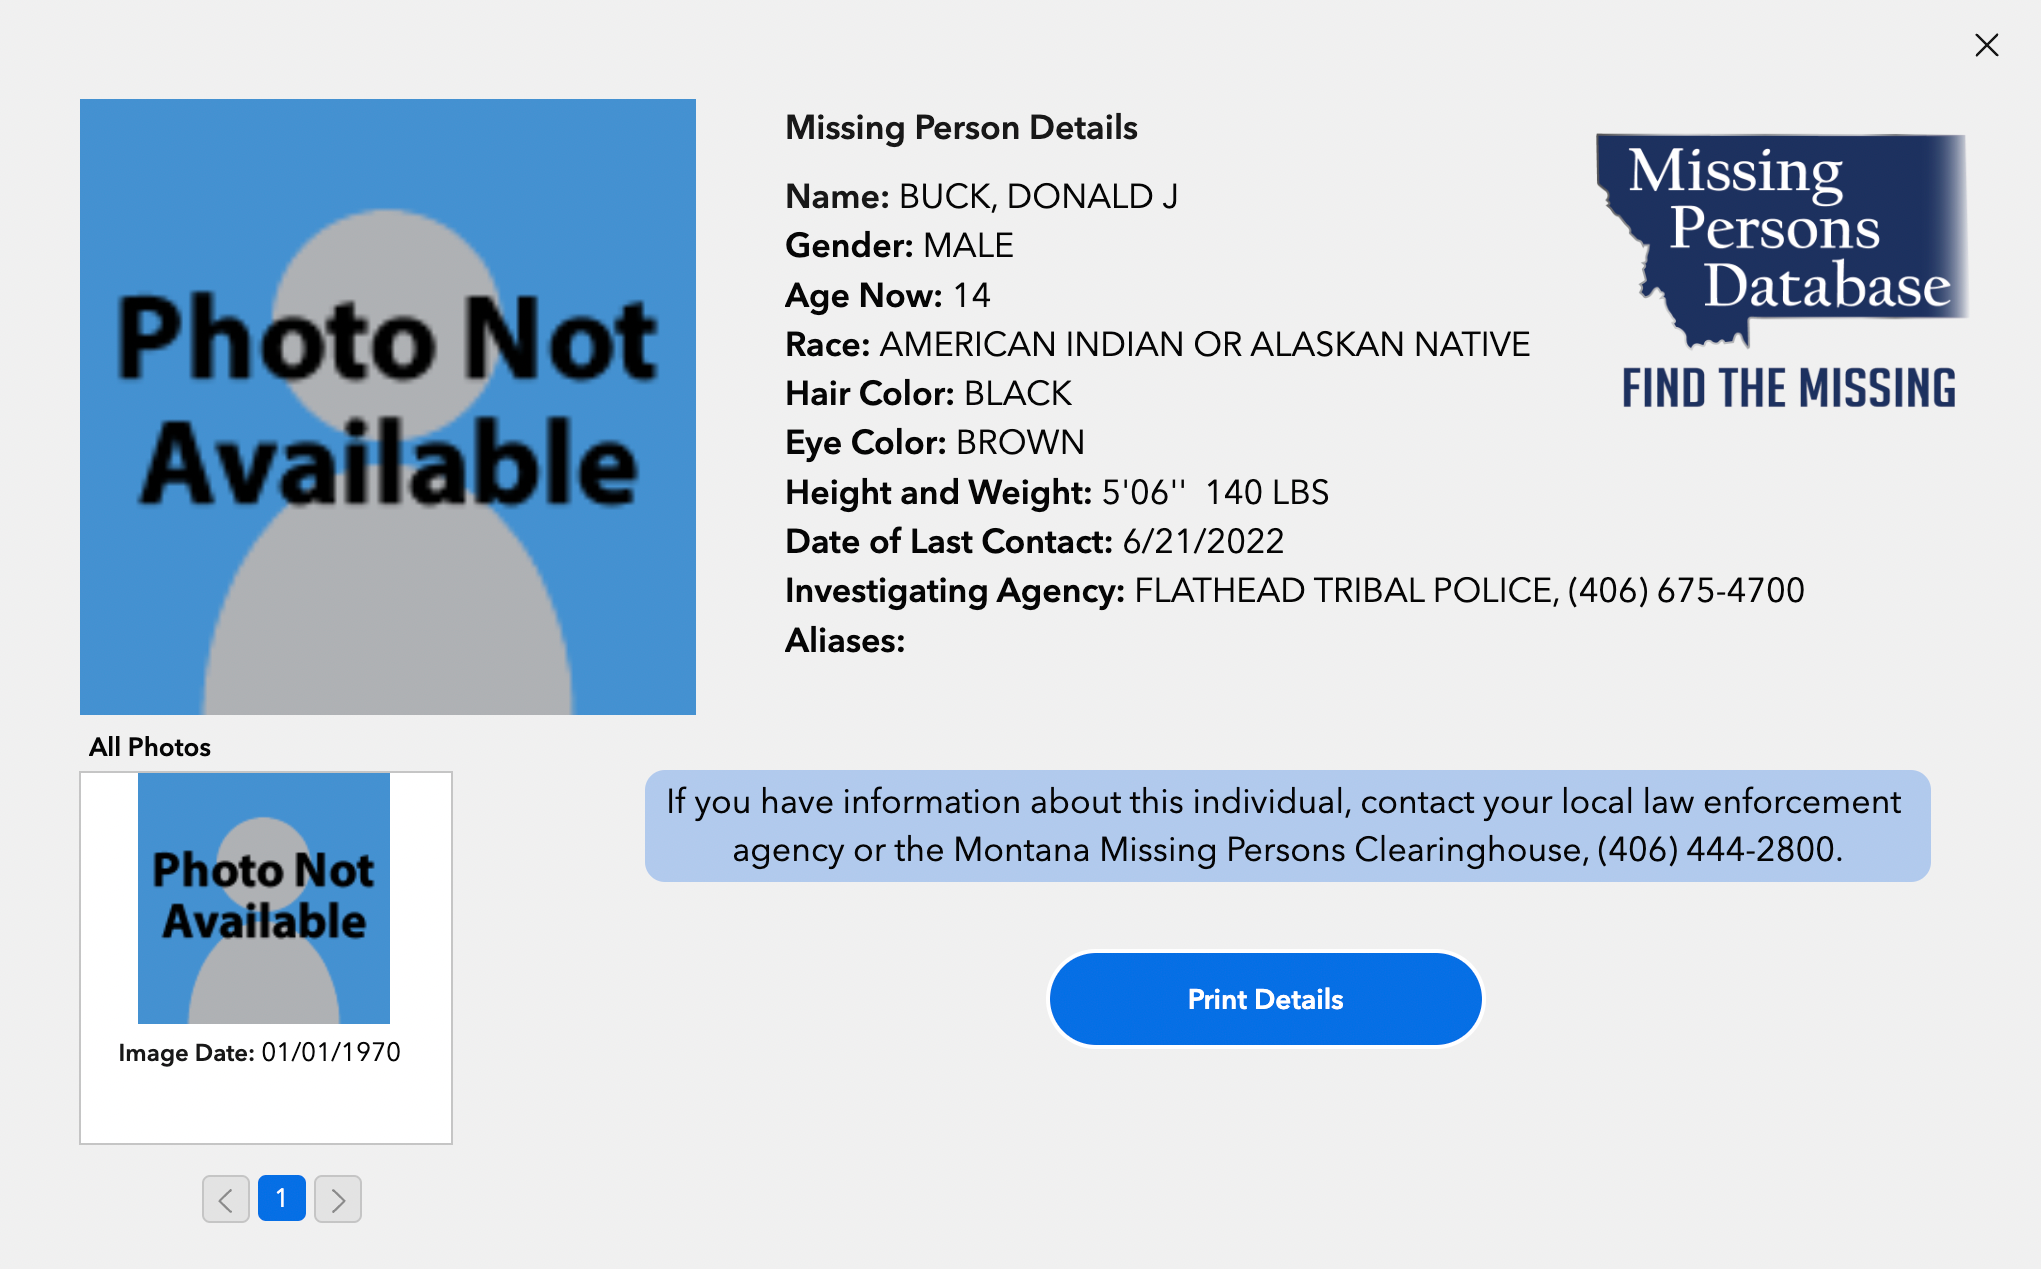 Photo Not
Available
Missing Person Details
Name: BUCK, DONALD J
Gender: MALE
Age Now: 14
Race: AMERICAN INDIAN OR ALASKAN NATIVE
Hair Color: BLACK
Eye Color: BROWN
Height and Weight: 5'06''  140 LBS
Date of Last Contact: 6/21/2022
Investigating Agency: FLATHEAD TRIBAL POLICE, (406) 675-4700
Aliases:
Missing
Persons
Database
FIND THE MISSING
All Photos
Photo Not
Available
Image Date: 01/01/1970
1
If you have information about this individual, contact your local law enforcement
agency or the Montana Missing Persons Clearinghouse, (406) 444-2800.
Print Details